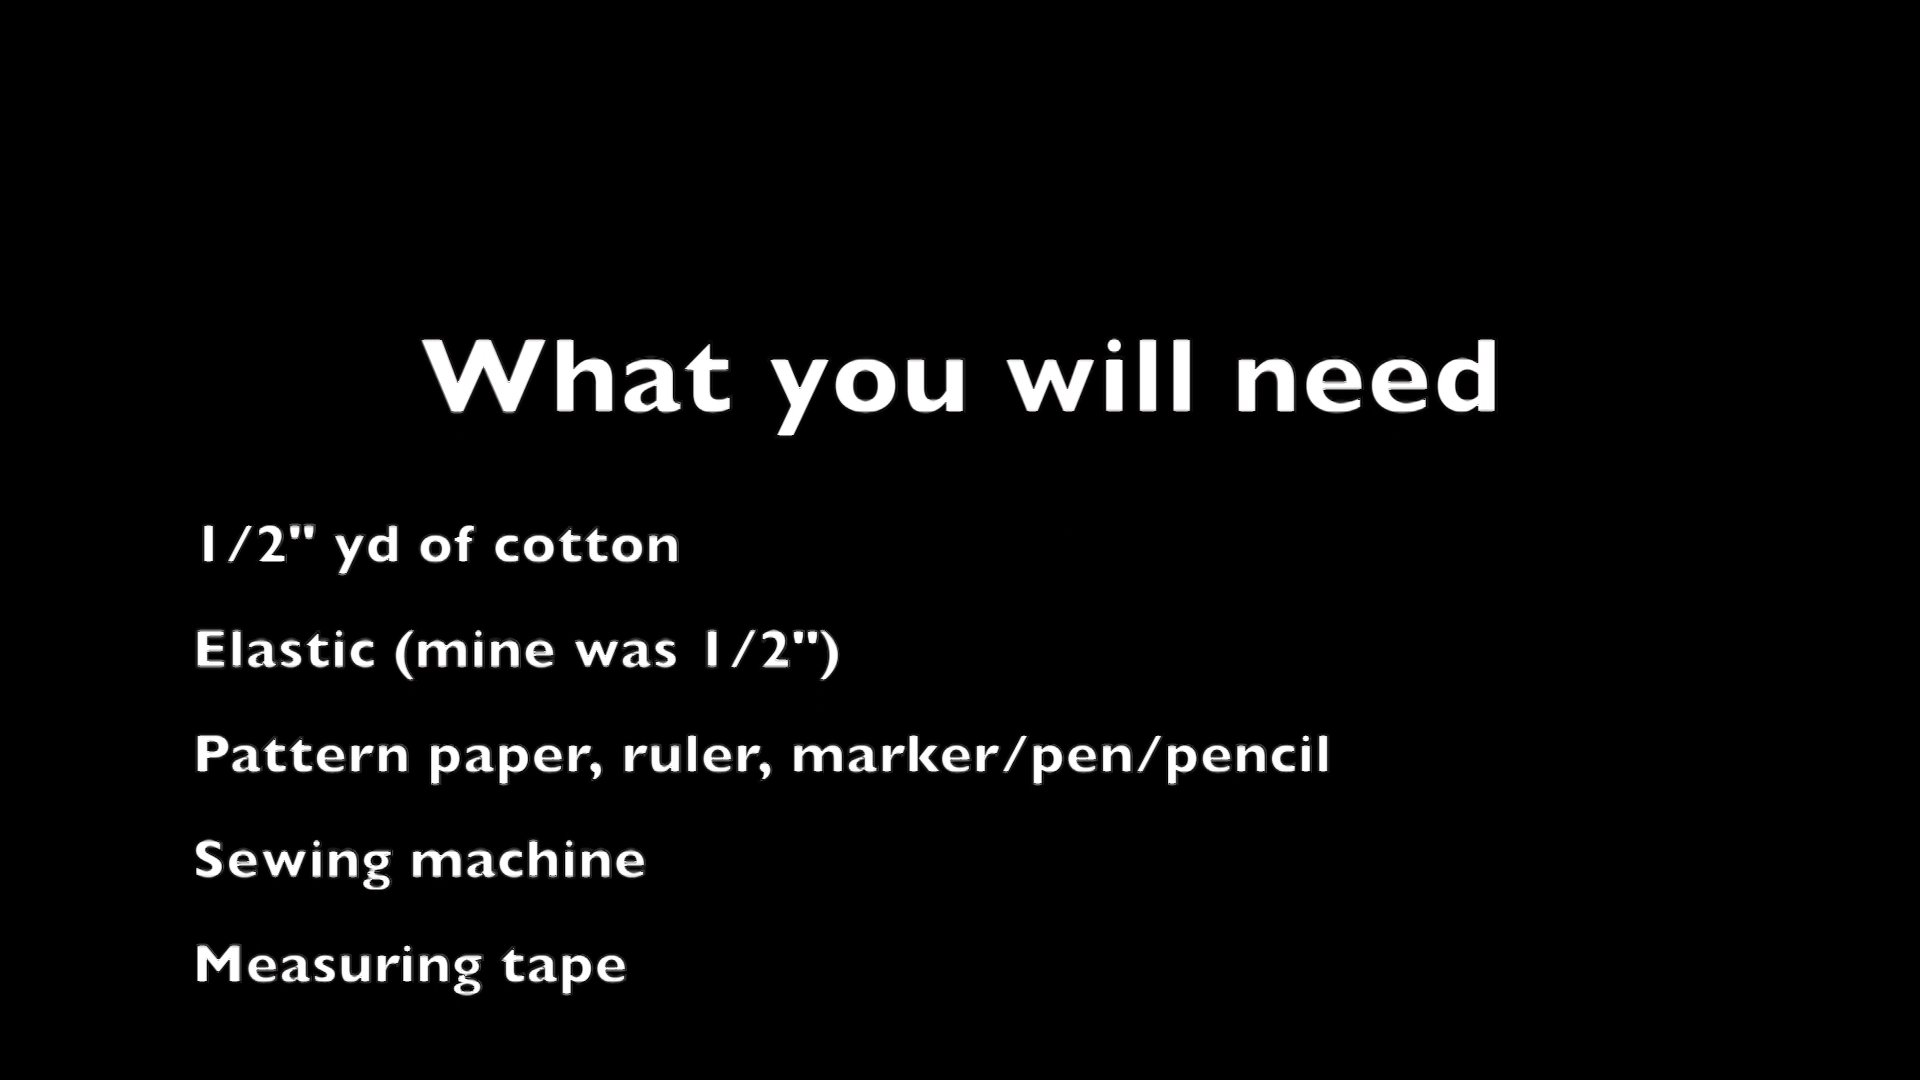 What you will need
1/2" yd of cotton
Elastic (mine was 1/2")
Pattern paper, ruler, marker/pen/pencil
Sewing machine
Measuring tape